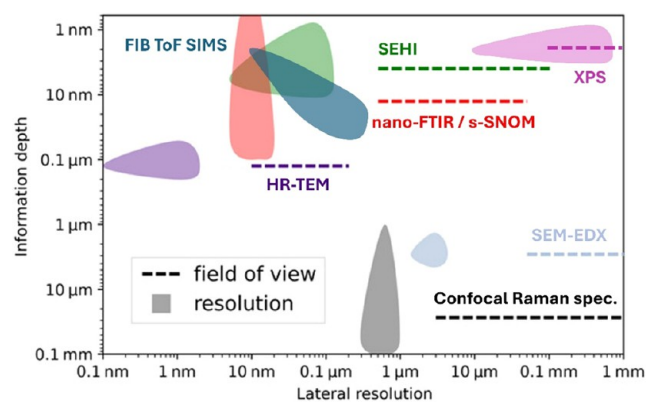 1 nm
FIB ToF SIMS
SEHI
XPS
10 nm
nano-FTIR / s-SNOM
0.1 µm
HR-TEM
Information depth
1 µm
SEM-EDX
field of view
10 µm
resolution
Confocal Raman spec.
0.1 mm
0.1 nm 1 nm 10 nm 0.1 µm 1 µm 10 µm 0.1 mm 1 mm
Lateral resolution